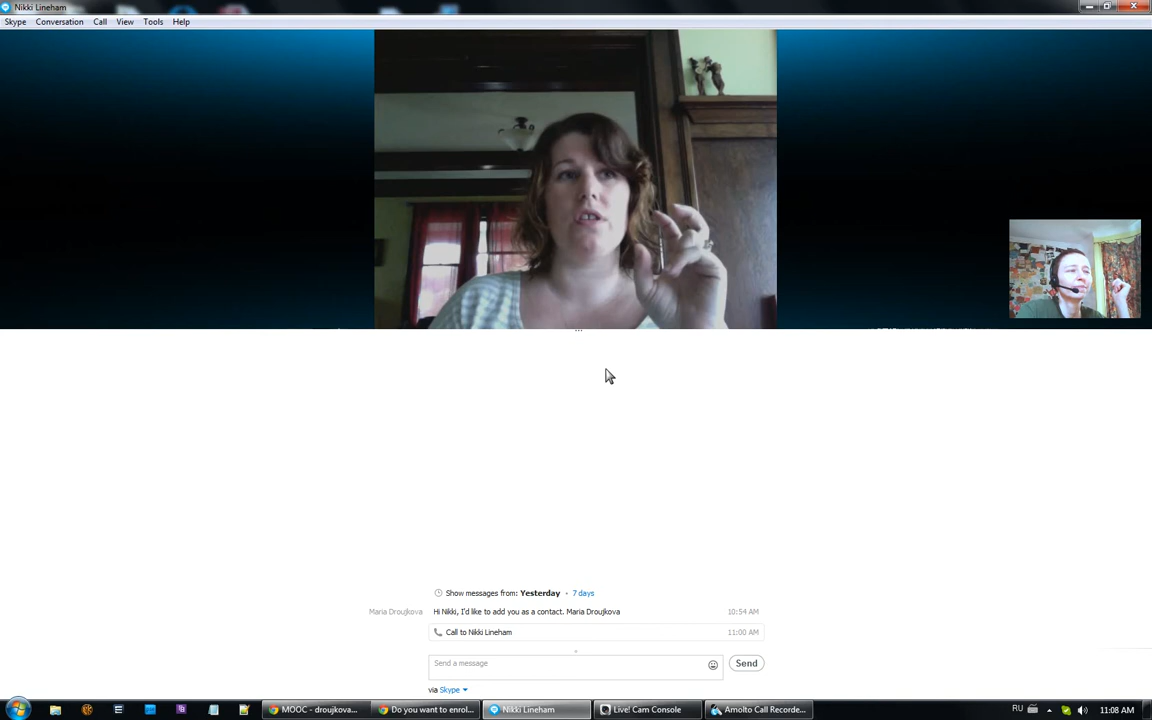 Nikki Lineham
Skype Conversation Call View Tools Help
Show messages from: Yesterday • 7 days
Maria Droujkova Hi Nikki, I'd like to add you as a contact. Maria Droujkova 10:54 AM
Call to Nikki Lineham 11:00 AM
Send a message Send
via Skype
MOOC - droujkova... Do you want to enrol... Nikki Lineham Live! Cam Console Amolto Call Recorde... RU 11:08 AM